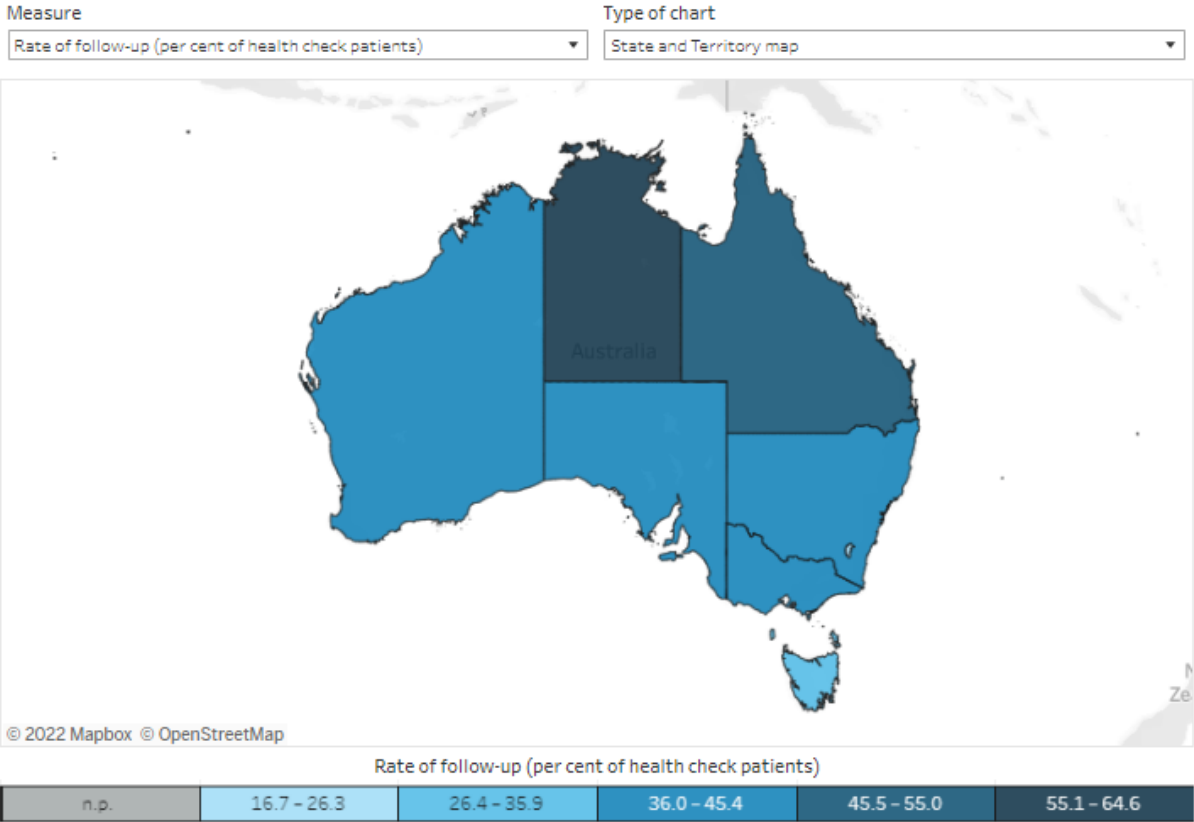 Measure
Type of chart
Rate of follow-up (per cent of health check patients)
State and Territory map
Australia
N
Ze
© 2022 Mapbox © OpenStreetMap
Rate of follow-up (per cent of health check patients)
n.p.
16.7 – 26.3
26.4 – 35.9
36.0 – 45.4
45.5 – 55.0
55.1 – 64.6